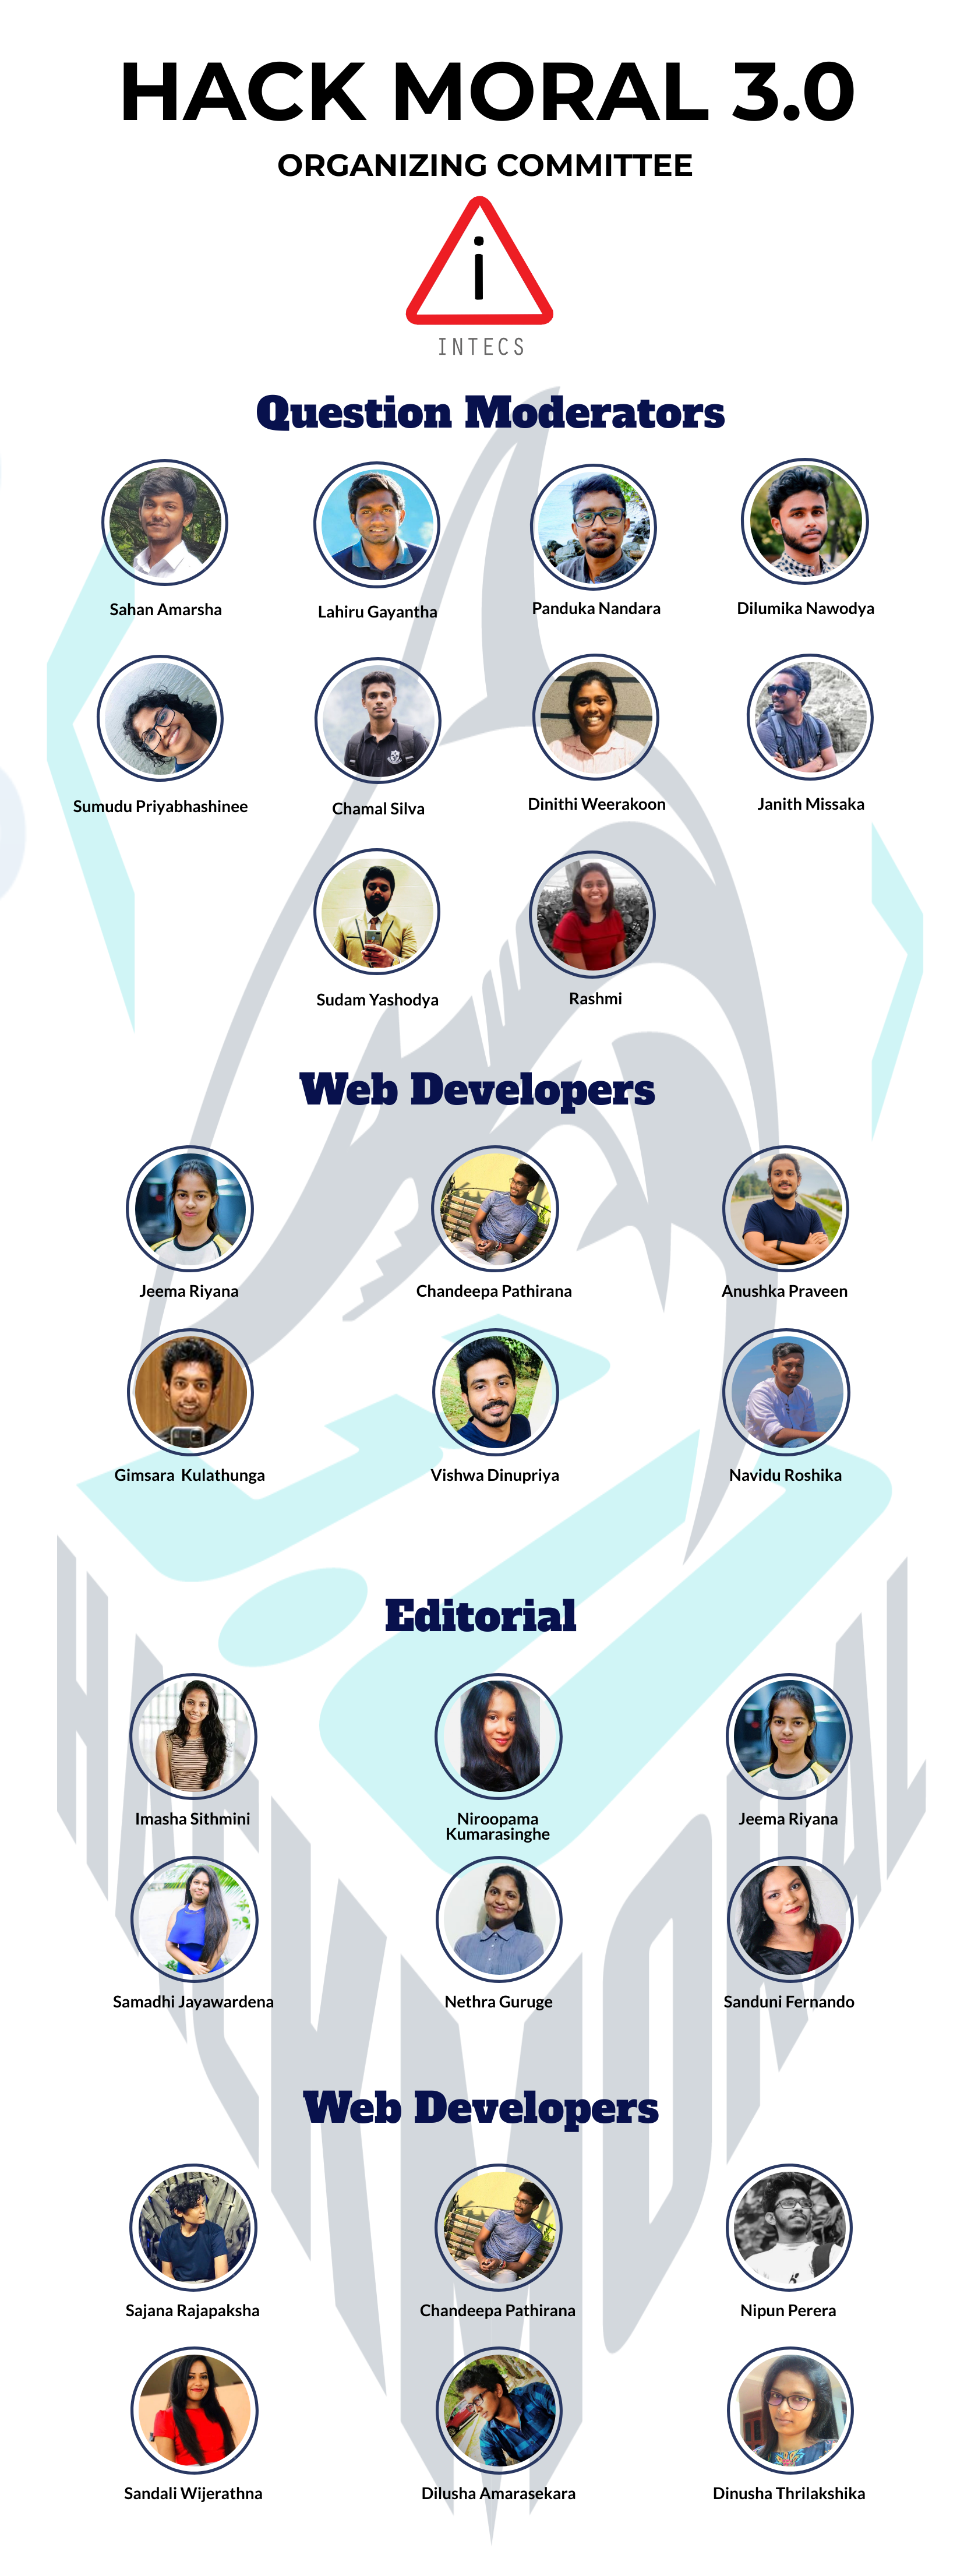 HACK MORAL 3.0
ORGANIZING COMMITTEE
i
INTECS
Question Moderators
Sahan Amarsha
Lahiru Gayantha
Panduka Nandara
Dilumika Nawodya
Sumudu Priyabhashinee
Chamal Silva
Dinithi Weerakoon
Janith Missaka
Sudam Yashodya
Rashmi
Web Developers
Jeema Riyana
Chandeepa Pathirana
Anushka Praveen
Gimsara Kulathunga
Vishwa Dinupriya
Navidu Roshika
Editorial
Imasha Sithmini
Niroopama
Kumarasinghe
Jeema Riyana
Samadhi Jayawardena
Nethra Guruge
Sanduni Fernando
Web Developers
Sajana Rajapaksha
Chandeepa Pathirana
Nipun Perera
Sandali Wijerathna
Dilusha Amarasekara
Dinusha Thrilakshika
HACKMORAL